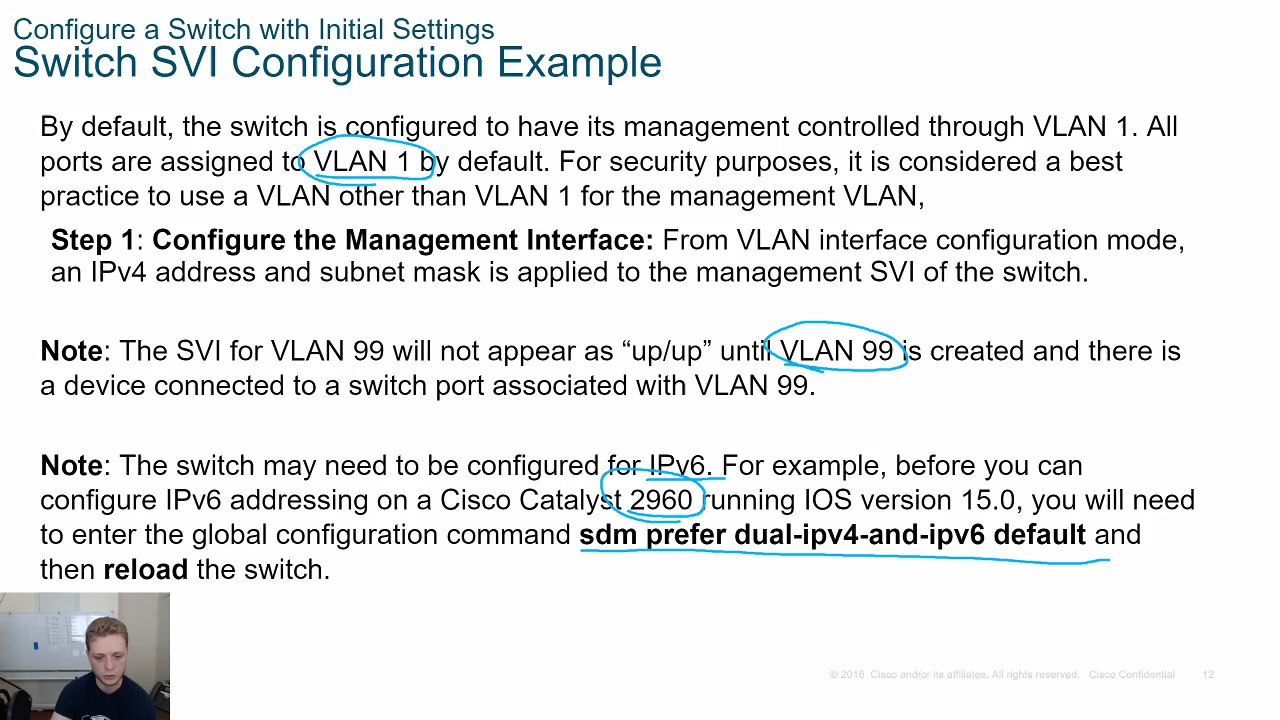 Configure a Switch with Initial Settings
Switch SVI Configuration Example
By default, the switch is configured to have its management controlled through VLAN 1. All
ports are assigned to VLAN 1 by default. For security purposes, it is considered a best
practice to use a VLAN other than VLAN 1 for the management VLAN,
Step 1: Configure the Management Interface: From VLAN interface configuration mode,
an IPv4 address and subnet mask is applied to the management SVI of the switch.
Note: The SVI for VLAN 99 will not appear as “up/up” until VLAN 99 is created and there is
a device connected to a switch port associated with VLAN 99.
Note: The switch may need to be configured for IPv6. For example, before you can
configure IPv6 addressing on a Cisco Catalyst 2960 running IOS version 15.0, you will need
to enter the global configuration command sdm prefer dual-ipv4-and-ipv6 default and
then reload the switch.
© 2016 Cisco and/or its affiliates. All rights reserved. Cisco Confidential 12